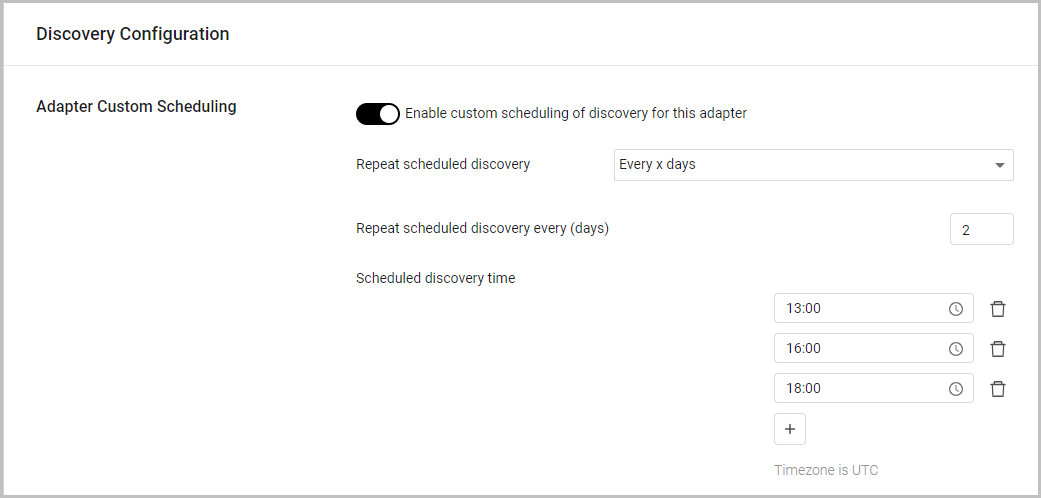 Discovery Configuration
Adapter Custom Scheduling
Enable custom scheduling of discovery for this adapter
Repeat scheduled discovery
Every x days
Repeat scheduled discovery every (days)
2
Scheduled discovery time
13:00
16:00
18:00
+
Timezone is UTC